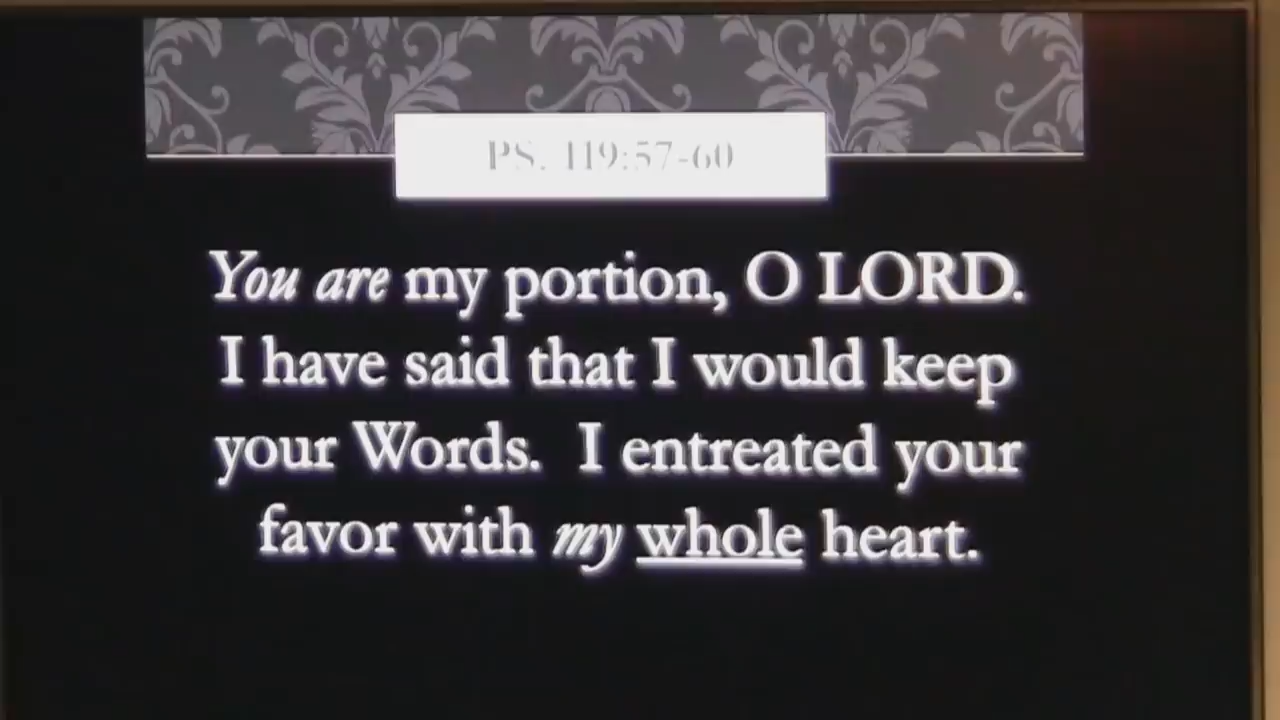 PS. 119:57-60
You are my portion, O LORD.
I have said that I would keep
your Words. I entreated your
favor with my whole heart.